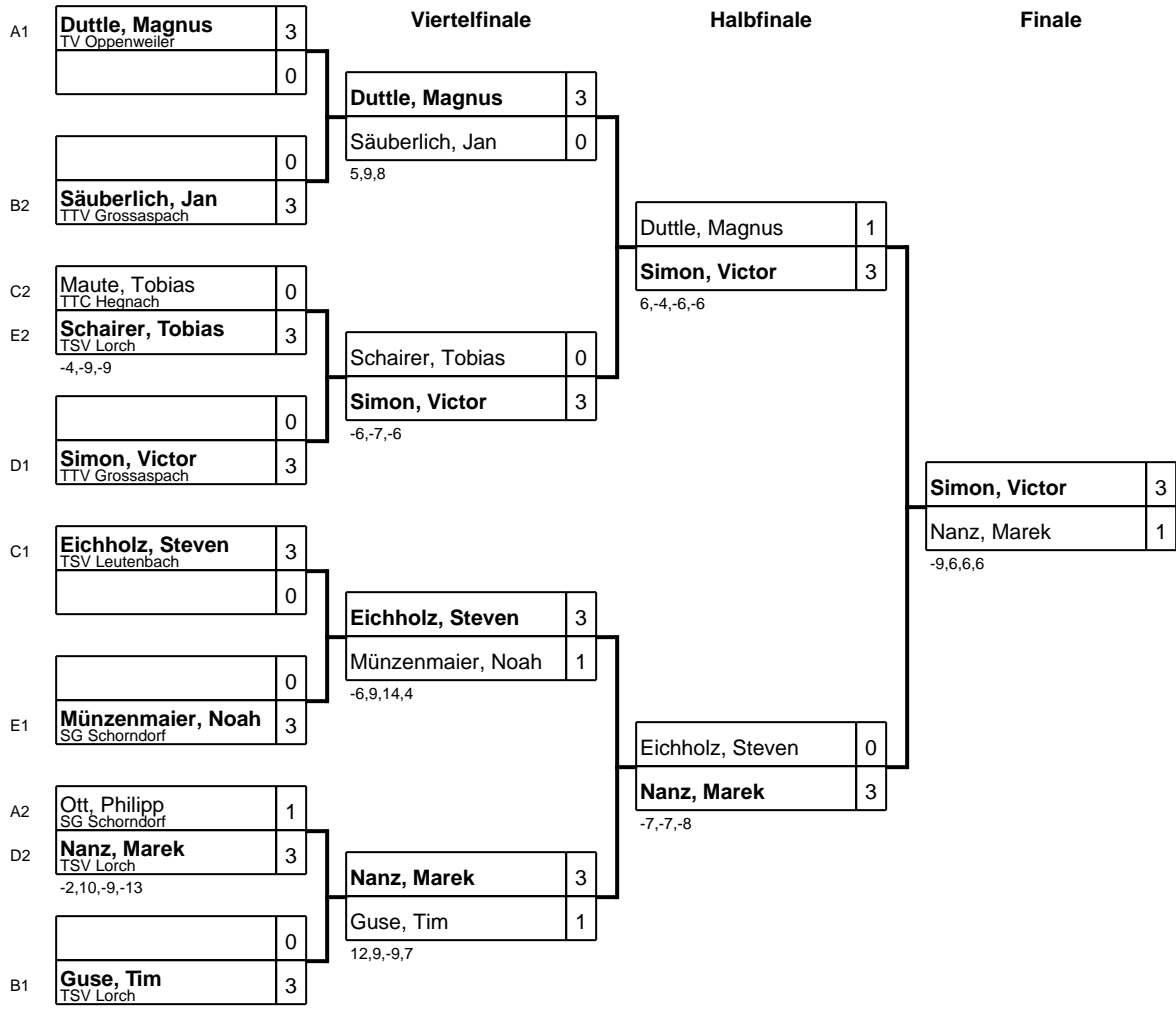 Viertelfinale
Halbfinale
Finale
A1
Duttle, Magnus 3
TV Oppenweiler
0
0
B2
Säuberlich, Jan 3
TTV Grossaspach
C2
Maute, Tobias 0
TTC Hegnach
E2
Schairer, Tobias 3
TSV Lorch
-4,-9,-9
0
D1
Simon, Victor 3
TTV Grossaspach
C1
Eichholz, Steven 3
TSV Leutenbach
0
0
E1
Münzenmaier, Noah 3
SG Schorndorf
A2
Ott, Philipp 1
SG Schorndorf
D2
Nanz, Marek 3
TSV Lorch
-2,10,-9,-13
0
B1
Guse, Tim 3
TSV Lorch
Duttle, Magnus 3
Säuberlich, Jan 0
5,9,8
Schairer, Tobias 0
Simon, Victor 3
-6,-7,-6
Eichholz, Steven 3
Münzenmaier, Noah 1
-6,9,14,4
Nanz, Marek 3
Guse, Tim 1
12,9,-9,7
Duttle, Magnus 1
Simon, Victor 3
6,-4,-6,-6
Eichholz, Steven 0
Nanz, Marek 3
-7,-7,-8
Simon, Victor 3
Nanz, Marek 1
-9,6,6,6